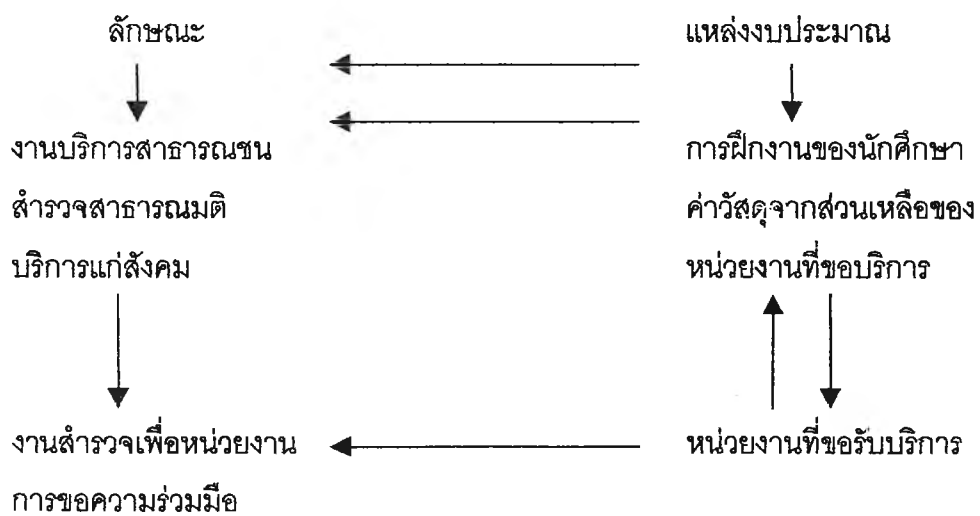 ลักษณะ
แหล่งงบประมาณ
งานบริการสาธารณชน
สำรวจสาธารณมติ
บริการแก่สังคม
การฝึกงานของนักศึกษา
ค่าวัสดุจากส่วนเหลือของ
หน่วยงานที่ขอบริการ
งานสำรวจเพื่อหน่วยงาน
การขอความร่วมมือ
หน่วยงานที่ขอรับบริการ